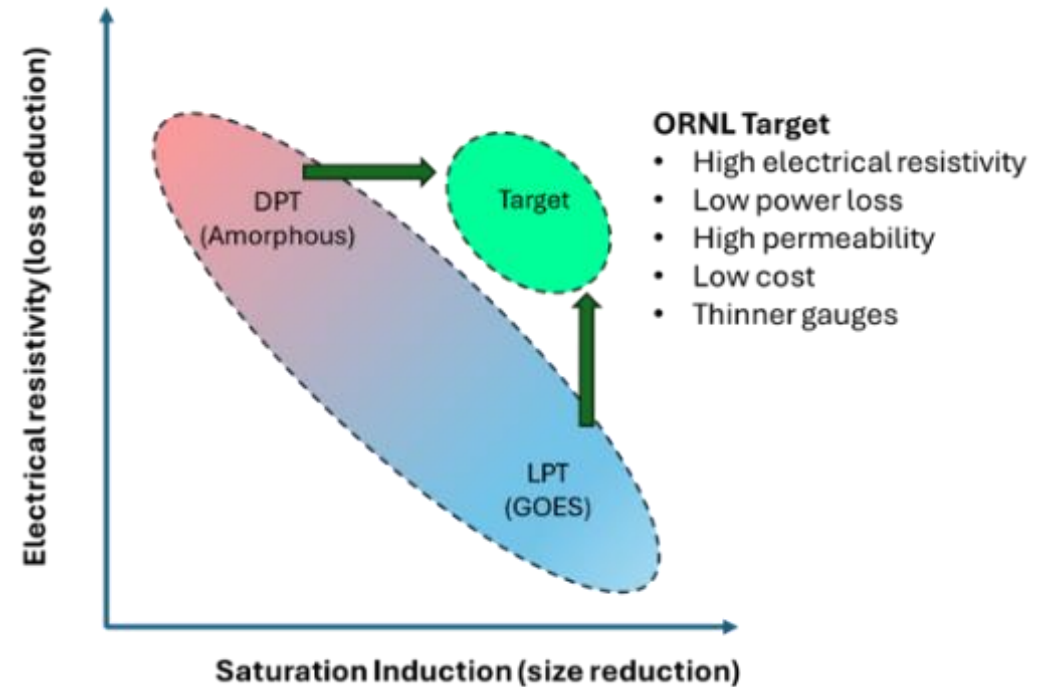 Electrical resistivity (loss reduction)
DPT
(Amorphous)
Target
LPT
(GOES)
Saturation Induction (size reduction)
ORNL Target
• High electrical resistivity
• Low power loss
• High permeability
• Low cost
• Thinner gauges